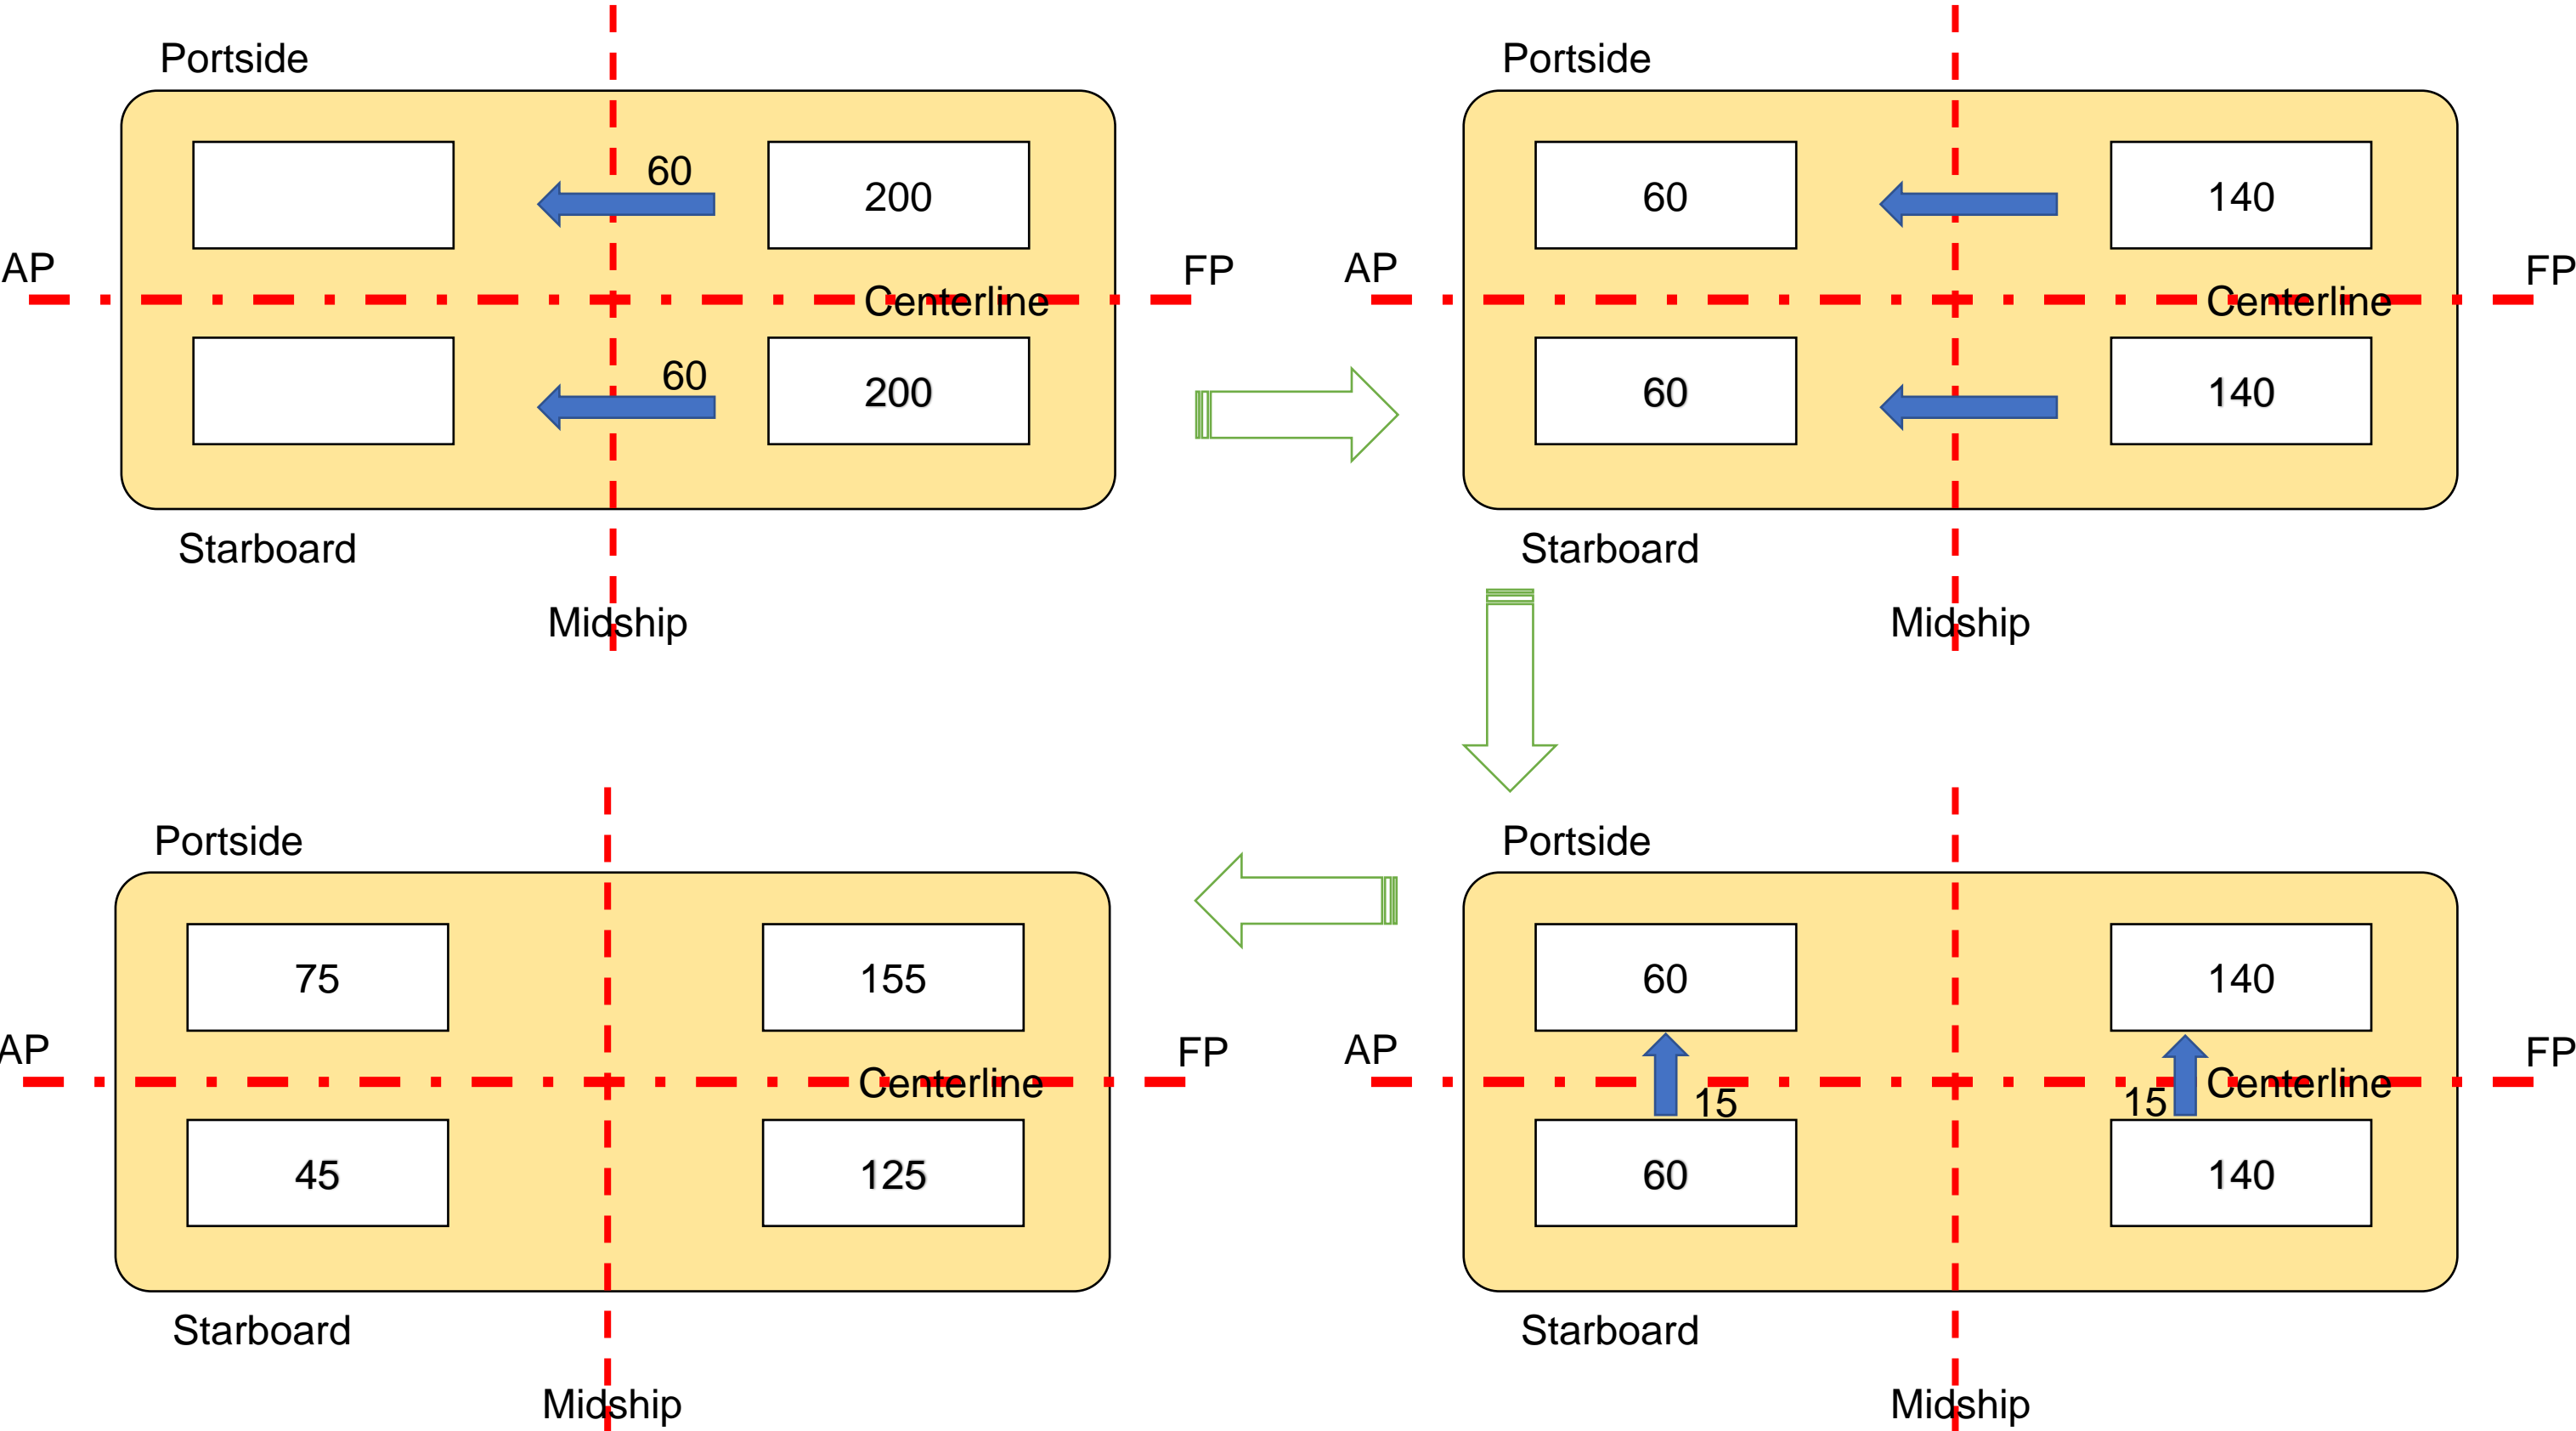 Portside
60
200
AP
FP
Centerline
60
200
Starboard
Midship
Portside
60
140
AP
FP
Centerline
60
140
Starboard
Midship
Portside
75
155
AP
FP
Centerline
45
125
Starboard
Midship
Portside
60
140
AP
FP
Centerline
15
15
60
140
Starboard
Midship